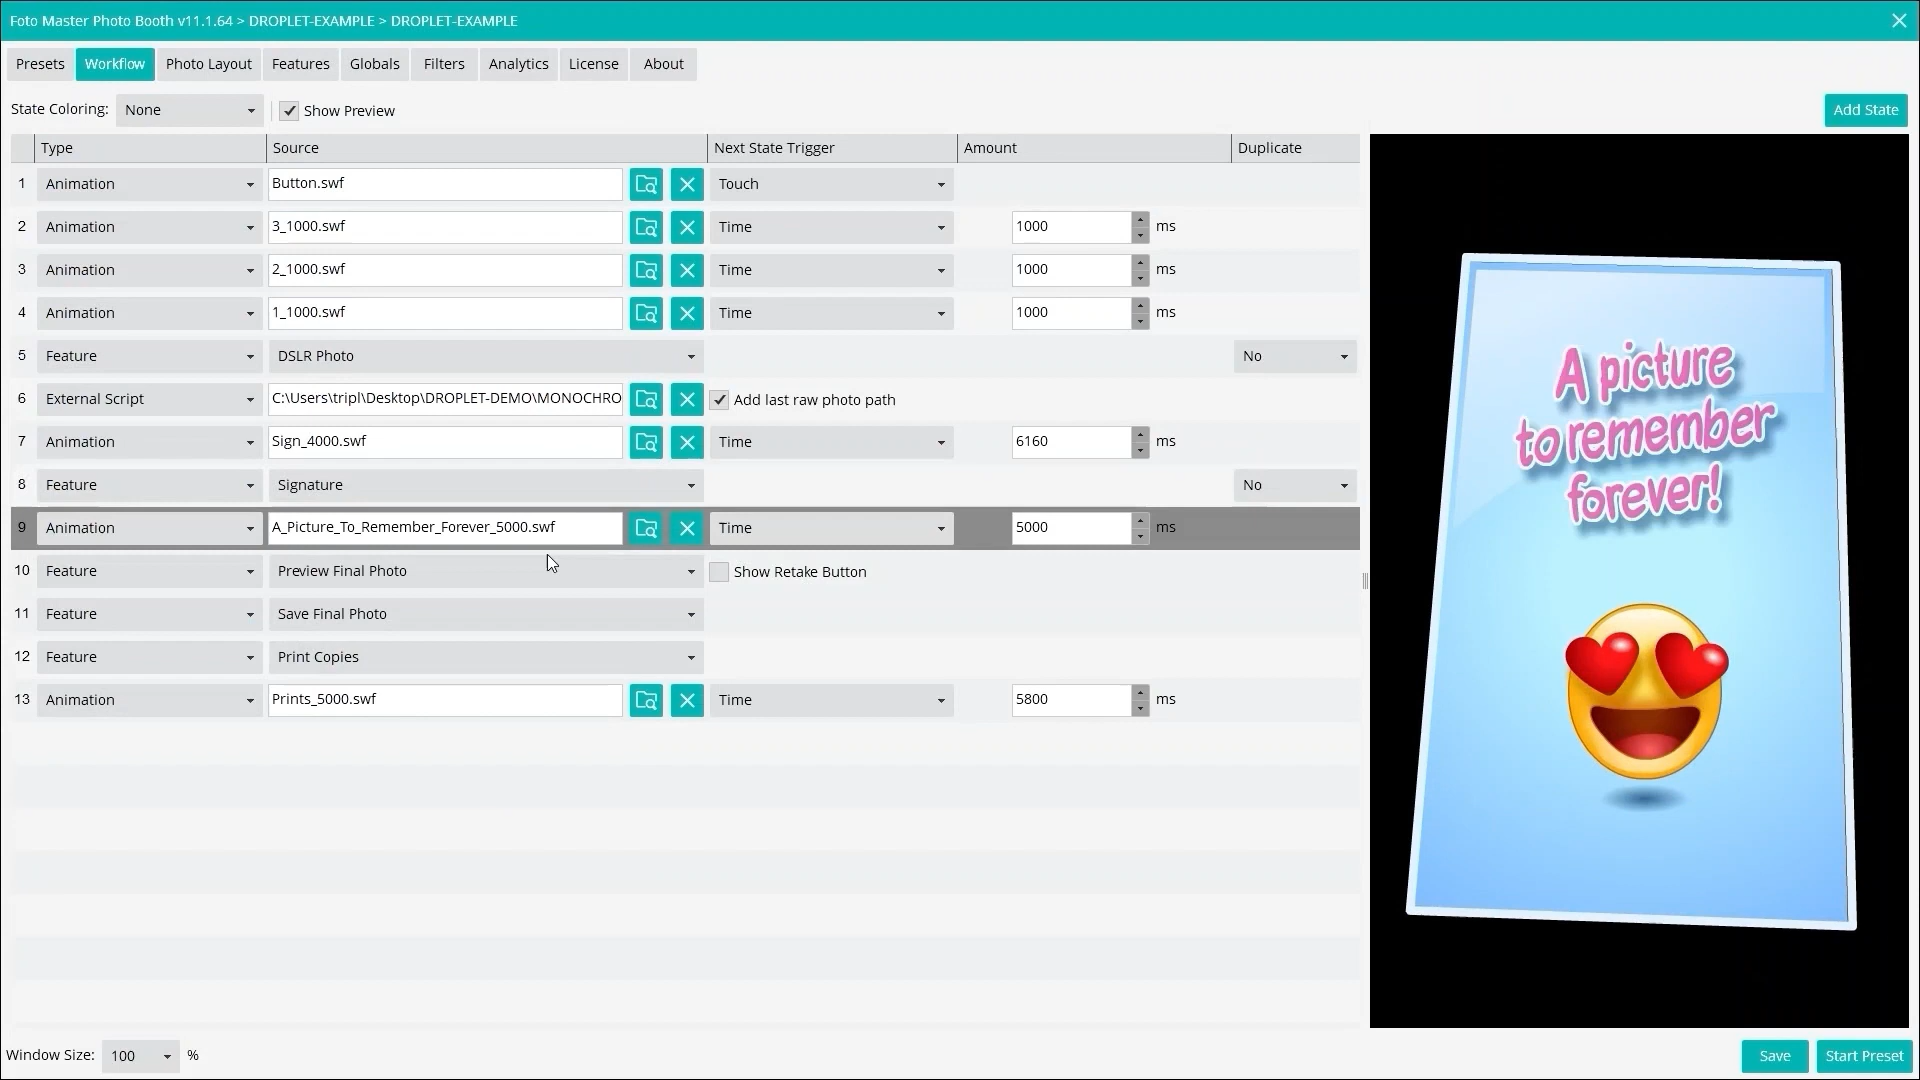 Foto Master Photo Booth v11.1.64 > DROPLET-EXAMPLE > DROPLET-EXAMPLE
Presets Workflow Photo Layout Features Globals Filters Analytics License About
State Coloring: None Show Preview Add State
Type Source Next State Trigger Amount Duplicate
1 Animation Button.swf Touch
2 Animation 3_1000.swf Time 1000 ms
3 Animation 2_1000.swf Time 1000 ms
4 Animation 1_1000.swf Time 1000 ms
5 Feature DSLR Photo No
6 External Script C:\Users\tripl\Desktop\DROPLET-DEMO\MONOCHRO Add last raw photo path
7 Animation Sign_4000.swf Time 6160 ms
8 Feature Signature No
9 Animation A_Picture_To_Remember_Forever_5000.swf Time 5000 ms
10 Feature Preview Final Photo Show Retake Button
11 Feature Save Final Photo
12 Feature Print Copies
13 Animation Prints_5000.swf Time 5800 ms
A picture
to remember
forever!
Window Size: 100 % Save Start Preset